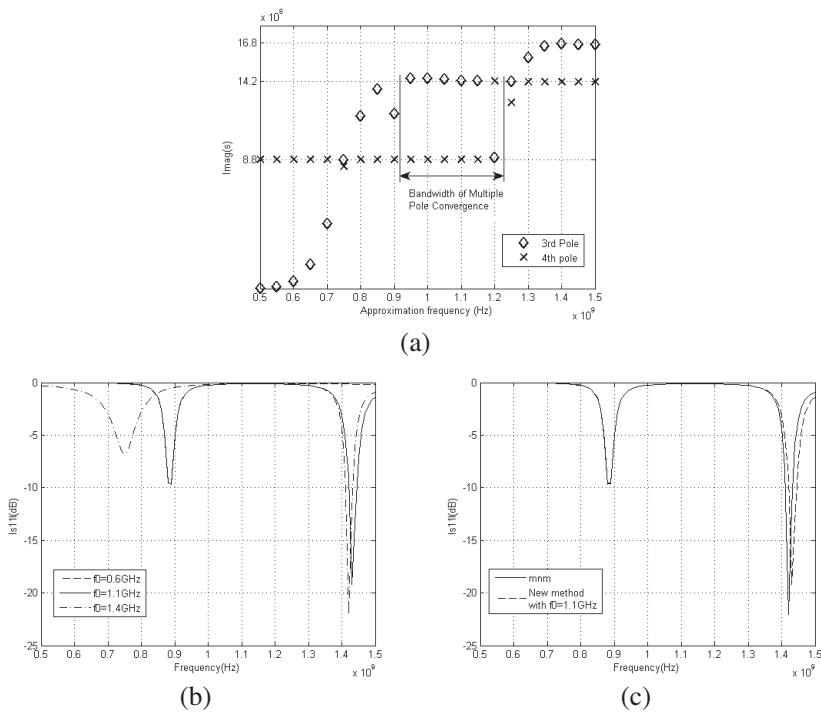 x 10^8
16.8
14.2
8.8
Imag(s)
Bandwidth of Multiple
Pole Convergence
3rd Pole
4th pole
0.5 0.6 0.7 0.8 0.9 1 1.1 1.2 1.3 1.4 1.5
Approximation frequency (Hz)
x 10^9
(a)
0
-5
-10
-15
-20
-25
Is11I(dB)
f0=0.6GHz
f0=1.1GHz
f0=1.4GHz
0.5 0.6 0.7 0.8 0.9 1 1.1 1.2 1.3 1.4 1.5
Frequency(Hz)
x 10^9
(b)
0
-5
-10
-15
-20
-25
Is11I(dB)
mnm
New method
with f0=1.1GHz
0.5 0.6 0.7 0.8 0.9 1 1.1 1.2 1.3 1.4 1.5
Frequency(Hz)
x 10^9
(c)